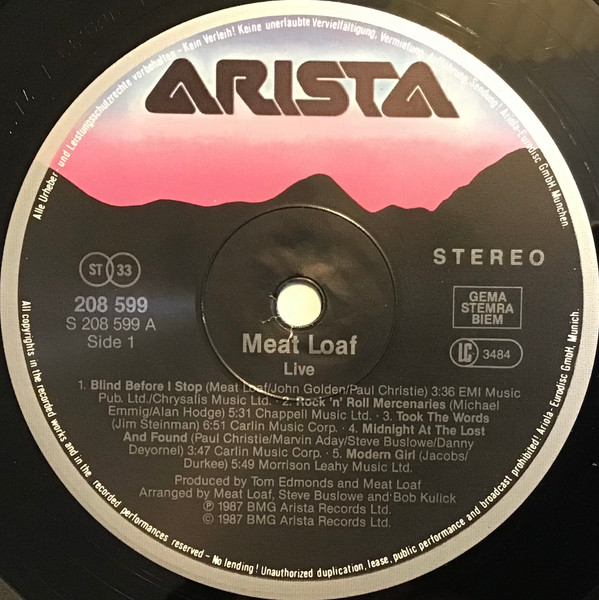 Alle Urheber- und Leistungsschutzrechte vorbehalten - Kein Verleih! Keine unerlaubte Vervielfältigung, Vermietung, Aufführung, Sendung! Ariola-Eurodisc GmbH, München.
ARISTA
STEREO
ST 33
208 599
S 208 599 A
Side 1
GEMA
STEMRA
BIEM
LC 3484
Meat Loaf
Live
1. Blind Before I Stop (Meat Loaf/John Golden/Paul Christie) 3:36 EMI Music
Pub. Ltd./Chrysalis Music Ltd. · 2. Rock 'n' Roll Mercenaries (Michael
Emmig/Alan Hodge) 5:31 Chappell Music Ltd. · 3. Took The Words
(Jim Steinman) 6:51 Carlin Music Corp. · 4. Midnight At The Lost
And Found (Paul Christie/Marvin Aday/Steve Buslowe/Danny
Deyornel) 3:47 Carlin Music Corp. · 5. Modern Girl (Jacobs/
Durkee) 5:49 Morrison Leahy Music Ltd.
Produced by Tom Edmonds and Meat Loaf
Arranged by Meat Loaf, Steve Buslowe and Bob Kulick
℗ 1987 BMG Arista Records Ltd.
© 1987 BMG Arista Records Ltd.
All copyrights in the recorded works and in the recorded performances reserved - No lending! Unauthorized duplication, lease, public performance and broadcast prohibited! Ariola-Eurodisc GmbH, Munich.